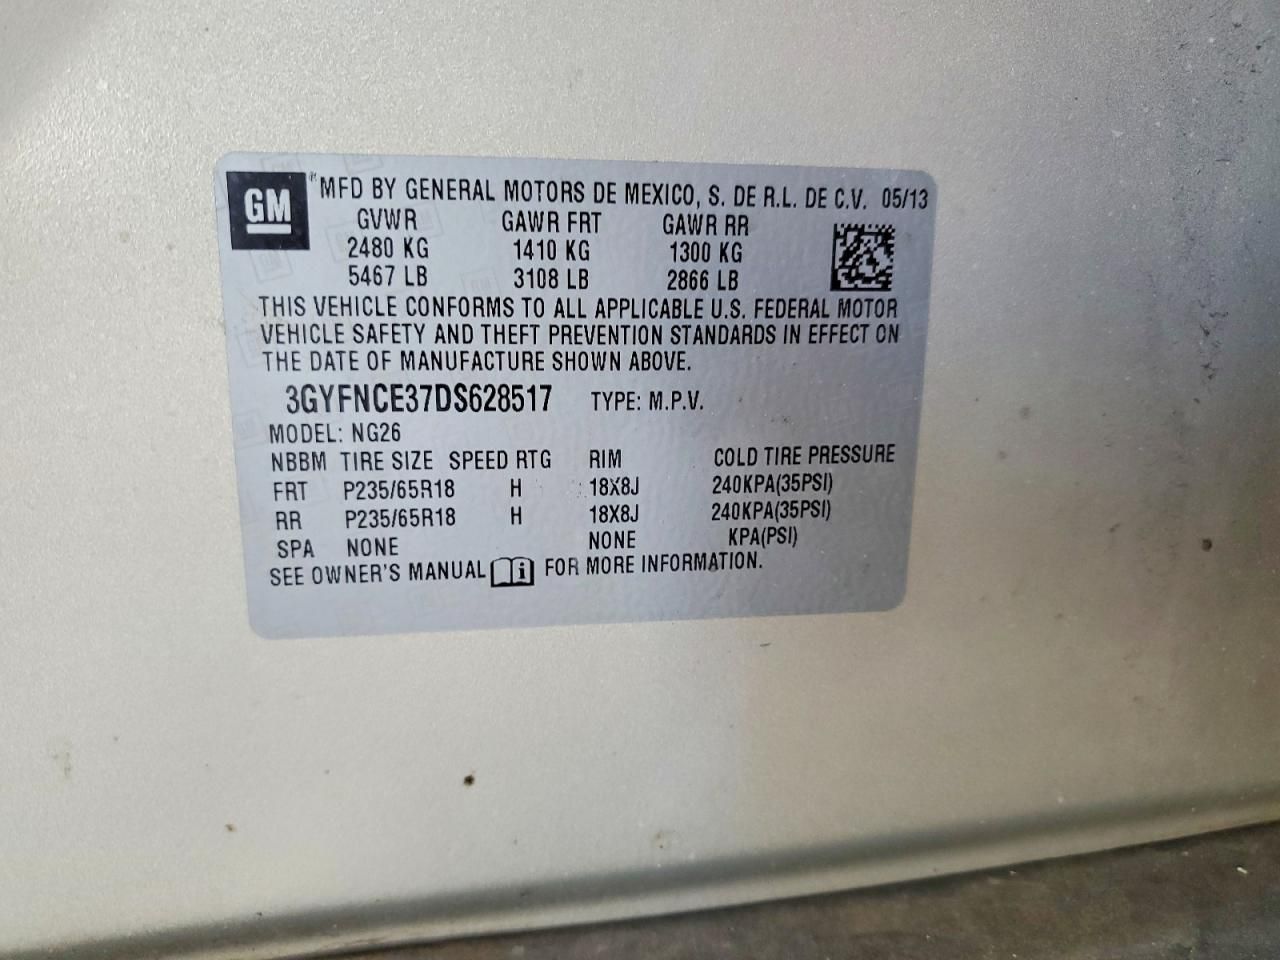 GM ® MFD BY GENERAL MOTORS DE MEXICO, S. DE R.L. DE C.V. 05/13
GVWR GAWR FRT GAWR RR
2480 KG 1410 KG 1300 KG
5467 LB 3108 LB 2866 LB
THIS VEHICLE CONFORMS TO ALL APPLICABLE U.S. FEDERAL MOTOR
VEHICLE SAFETY AND THEFT PREVENTION STANDARDS IN EFFECT ON
THE DATE OF MANUFACTURE SHOWN ABOVE.
3GYFNCE37DS628517 TYPE: M.P.V.
MODEL: NG26
NBBM TIRE SIZE SPEED RTG RIM COLD TIRE PRESSURE
FRT P235/65R18 H 18X8J 240KPA(35PSI)
RR P235/65R18 H 18X8J 240KPA(35PSI)
SPA NONE NONE KPA(PSI)
SEE OWNER'S MANUAL i FOR MORE INFORMATION.